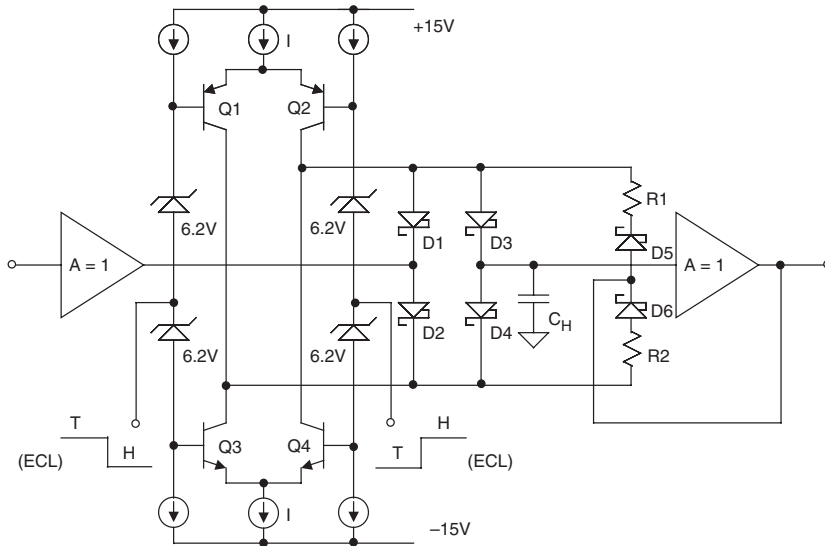 +15V
I
Q1
Q2
6.2V
6.2V
R1
D1
D3
D5
A = 1
A = 1
6.2V
6.2V
D2
D4
C_H
D6
R2
T
H
(ECL)
Q3
Q4
H
T
(ECL)
I
–15V